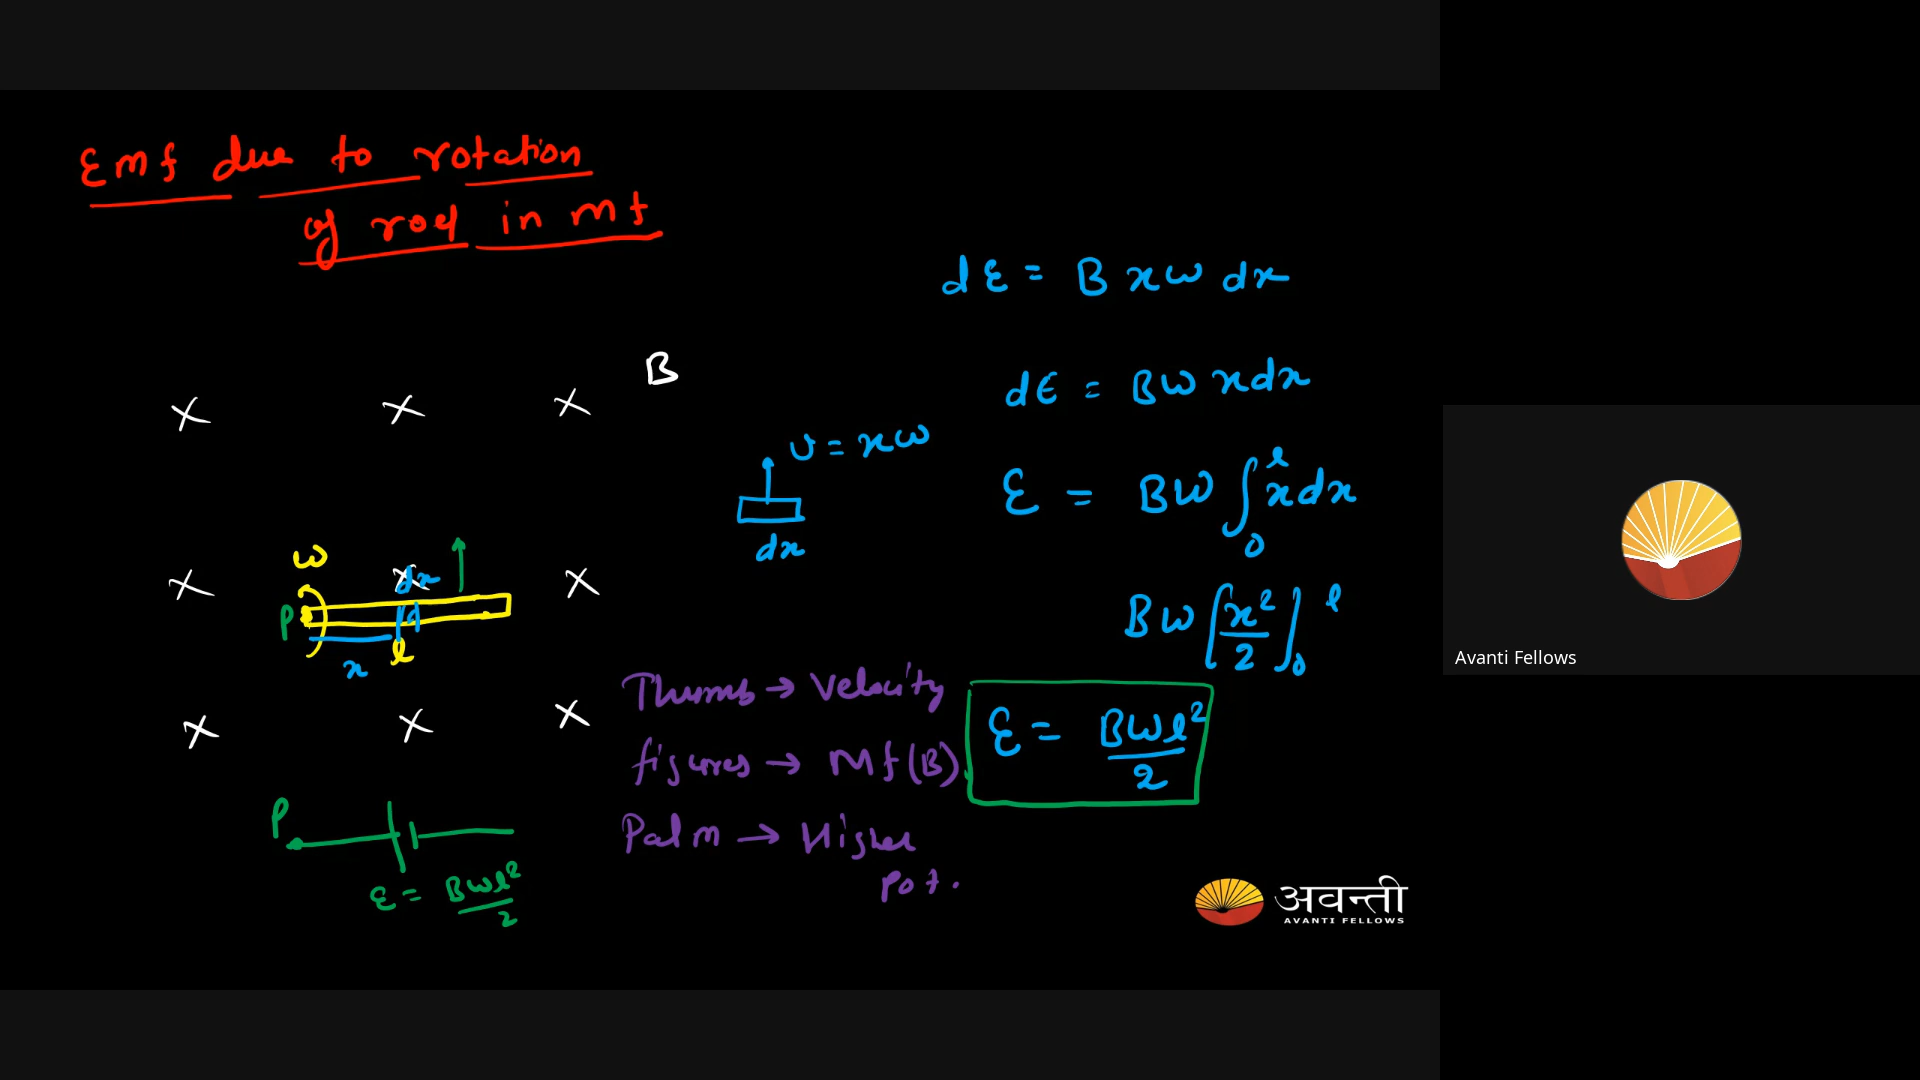 Emf due to rotation
of rod in mf
dε = B xω dx
B
dε = Bω xdx
v = xω
ε = Bω ∫₀ˡ xdx
dx
ω
dx
P
x
l
Bω [x²/2]₀ˡ
Thumb → Velocity
figures → Mf (B)
Palm → Higher
Pot.
ε = Bωl²/2
P
ε = Bωl²/2
अवन्ती
AVANTI FELLOWS
Avanti Fellows